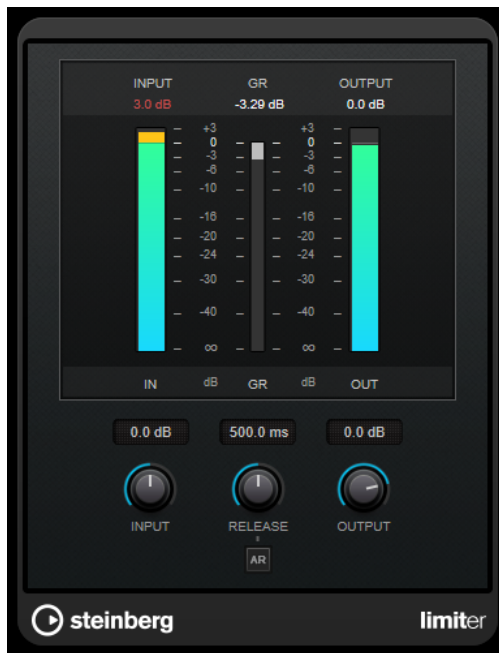 INPUT GR OUTPUT
3.0 dB -3.29 dB 0.0 dB
+3 +3
0 0
-3 -3
-6 -6
-10 -10
-16 -16
-20 -20
-24 -24
-30 -30
-40 -40
∞ ∞
IN dB GR dB OUT
0.0 dB 500.0 ms 0.0 dB
INPUT RELEASE OUTPUT
AR
steinberg limiter